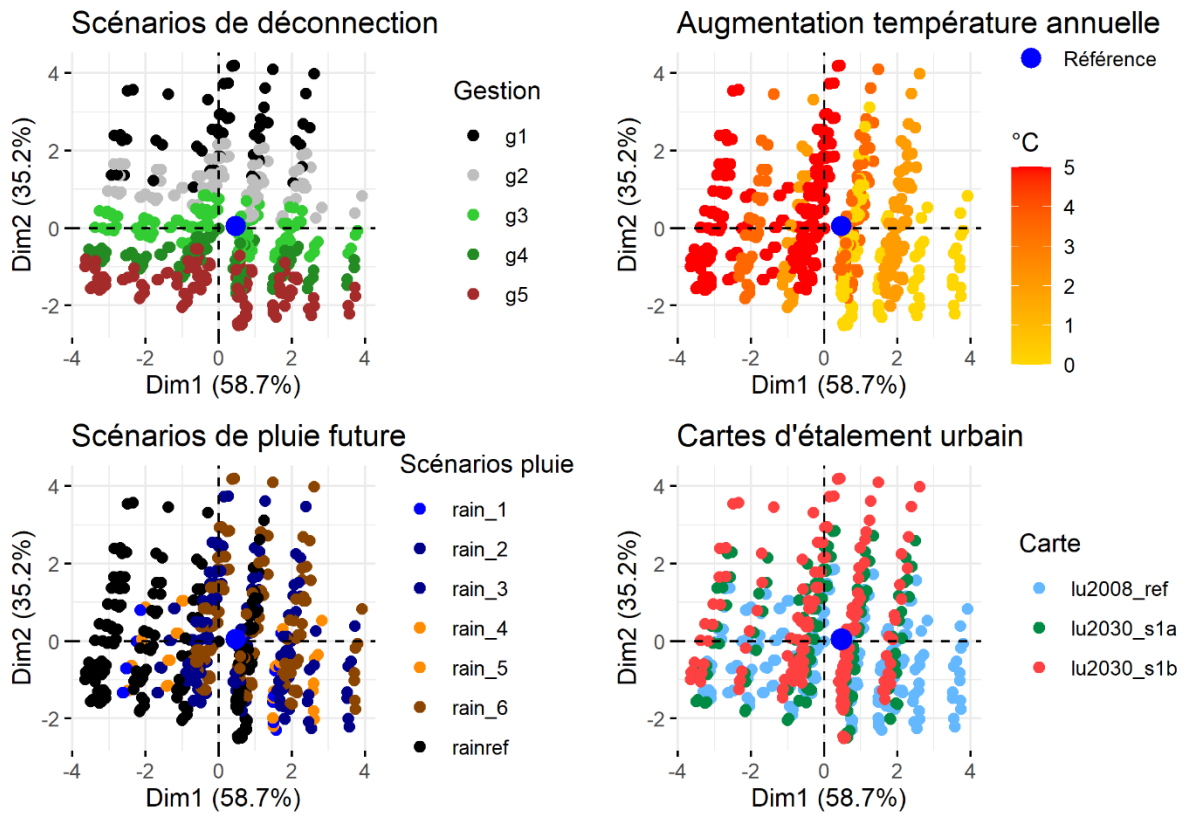 Scénarios de déconnection
Dim2 (35.2%)
4
2
0
-2
-4
-2
0
2
4
Dim1 (58.7%)
Gestion
g1
g2
g3
g4
g5
Augmentation température annuelle
Dim2 (35.2%)
4
2
0
-2
-4
-2
0
2
4
Dim1 (58.7%)
Référence
°C
5
4
3
2
1
0
Scénarios de pluie future
Dim2 (35.2%)
4
2
0
-2
-4
-2
0
2
4
Dim1 (58.7%)
Scénarios pluie
rain_1
rain_2
rain_3
rain_4
rain_5
rain_6
rainref
Cartes d'étalement urbain
Dim2 (35.2%)
4
2
0
-2
-4
-2
0
2
4
Dim1 (58.7%)
Carte
lu2008_ref
lu2030_s1a
lu2030_s1b